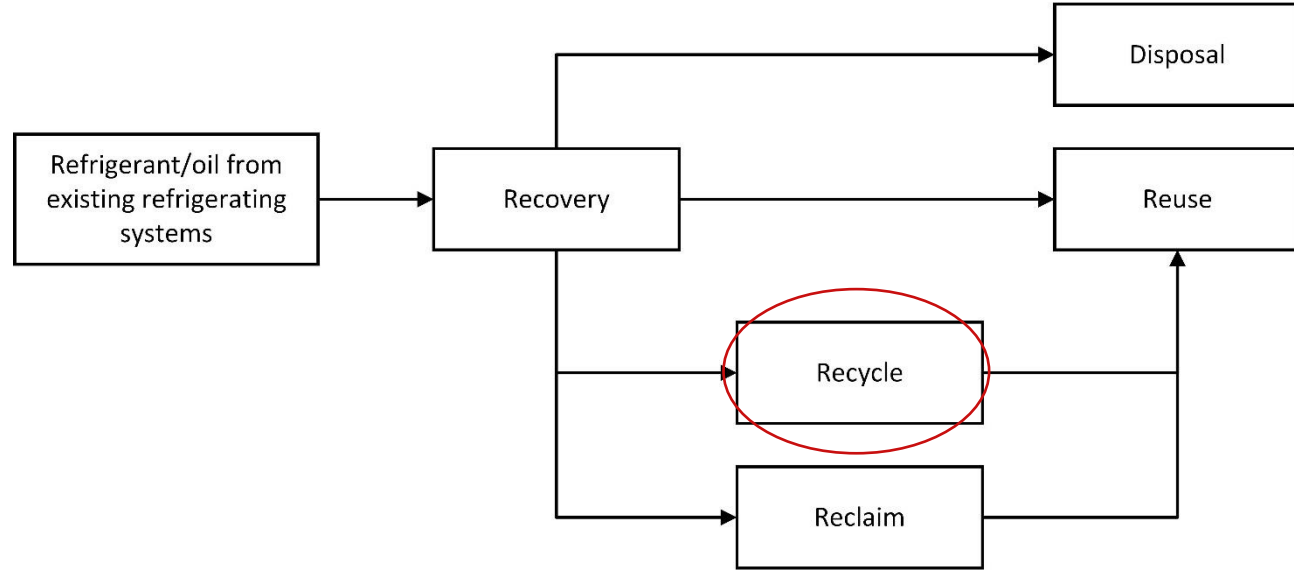 Disposal
Refrigerant/oil from
existing refrigerating
systems
Recovery
Reuse
Recycle
Reclaim